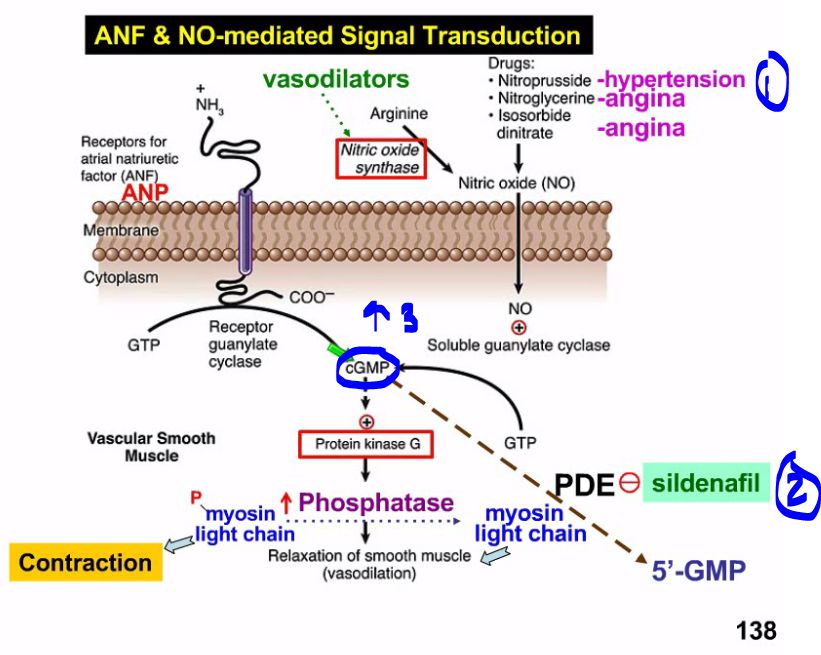 ANF & NO-mediated Signal Transduction
+
NH3
vasodilators
Arginine
Drugs:
• Nitroprusside -hypertension 1
• Nitroglycerine -angina
• Isosorbide
dinitrate -angina
Receptors for
atrial natriuretic
factor (ANF)
ANP
Nitric oxide
synthase
Nitric oxide (NO)
Membrane
Cytoplasm
COO–
GTP
Receptor
guanylate
cyclase
↑ 3
NO
+
Soluble guanylate cyclase
cGMP
+
Protein kinase G
GTP
Vascular Smooth
Muscle
PDE ⊖ sildenafil 2
P
myosin
light chain
↑ Phosphatase
myosin
light chain
Contraction
Relaxation of smooth muscle
(vasodilation)
5’-GMP
138